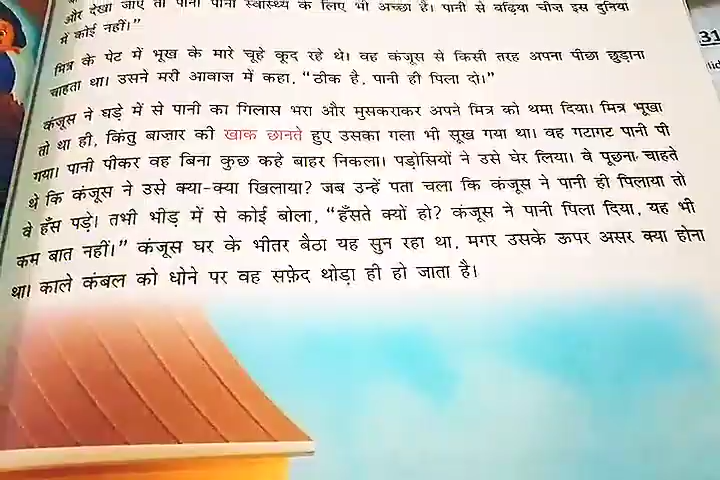 और देखा जाए तो पानी पीना स्वास्थ्य के लिए भी अच्छा है। पानी से बढ़िया चीज़ इस दुनिया
में कोई नहीं।”
मित्र के पेट में भूख के मारे चूहे कूद रहे थे। वह कंजूस से किसी तरह अपना पीछा छुड़ाना
चाहता था। उसने मरी आवाज़ में कहा, “ठीक है, पानी ही पिला दो।”
कंजूस ने घड़े में से पानी का गिलास भरा और मुसकराकर अपने मित्र को थमा दिया। मित्र भूखा
तो था ही, किंतु बाजार की खाक छानते हुए उसका गला भी सूख गया था। वह गटागट पानी पी
गया। पानी पीकर वह बिना कुछ कहे बाहर निकला। पड़ोसियों ने उसे घेर लिया। वे पूछना चाहते
थे कि कंजूस ने उसे क्या-क्या खिलाया? जब उन्हें पता चला कि कंजूस ने पानी ही पिलाया तो
वे हँस पड़े। तभी भीड़ में से कोई बोला, “हँसते क्यों हो? कंजूस ने पानी पिला दिया, यह भी
कम बात नहीं।” कंजूस घर के भीतर बैठा यह सुन रहा था, मगर उसके ऊपर असर क्या होना
था। काले कंबल को धोने पर वह सफ़ेद थोड़ा ही हो जाता है।
31